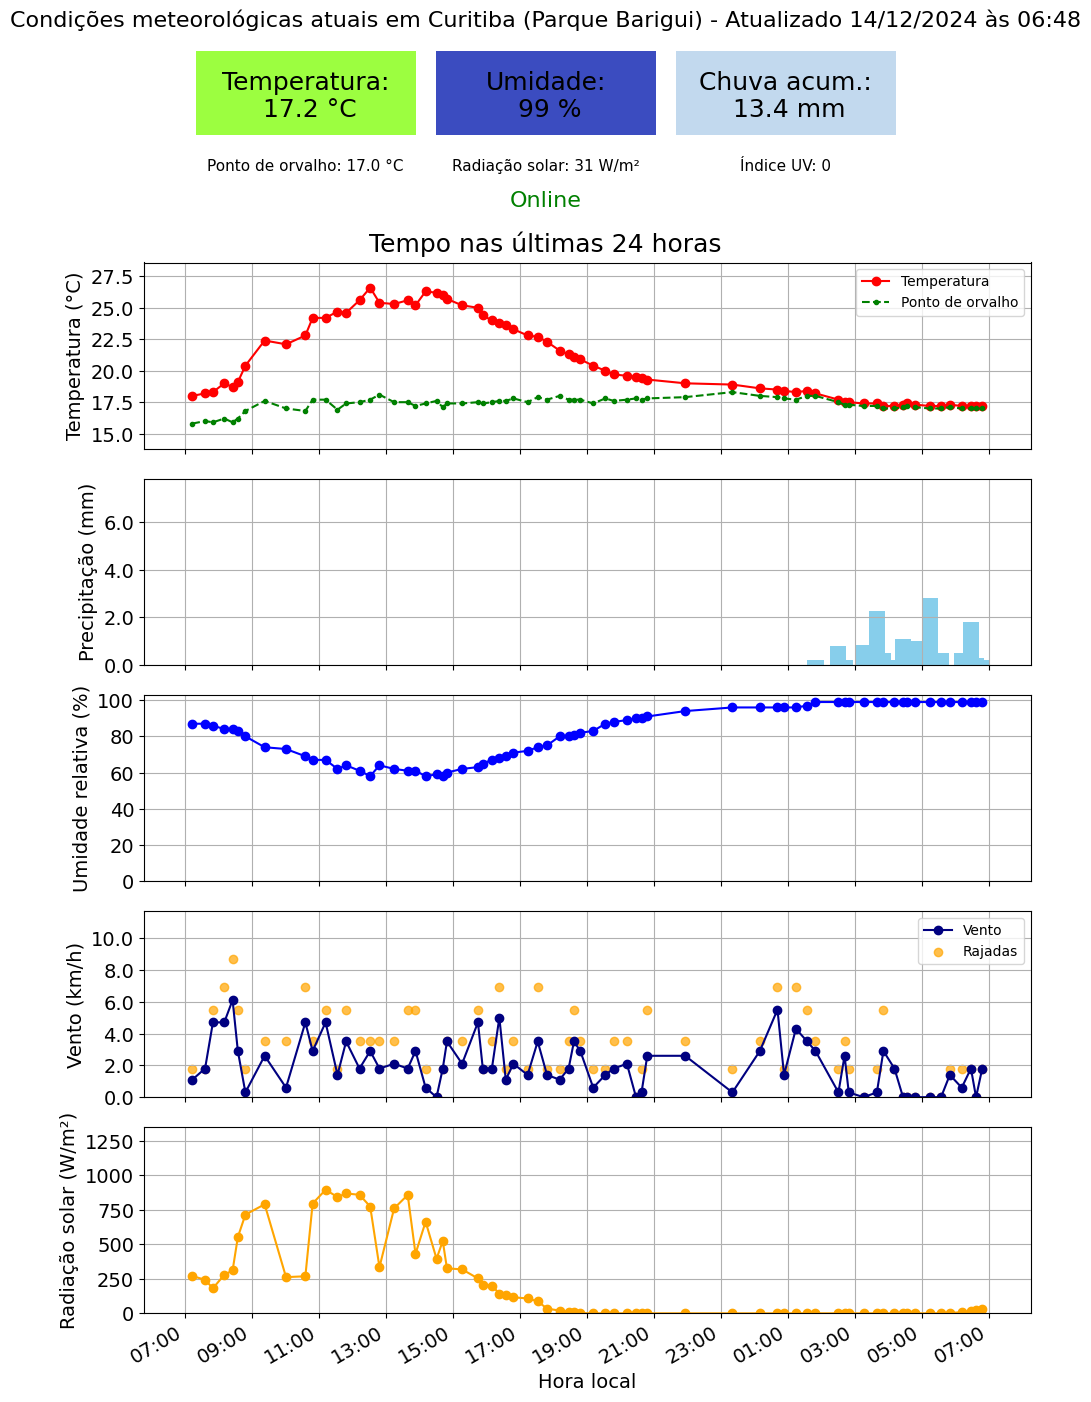 Condições meteorológicas atuais em Curitiba (Parque Barigui) - Atualizado 14/12/2024 às 06:48
Temperatura:
17.2 °C
Umidade:
99 %
Chuva acum.:
13.4 mm
Ponto de orvalho: 17.0 °C
Radiação solar: 31 W/m²
Índice UV: 0
Online
Tempo nas últimas 24 horas
Temperatura (°C)
27.5
25.0
22.5
20.0
17.5
15.0
Temperatura
Ponto de orvalho
Precipitação (mm)
6.0
4.0
2.0
0.0
Umidade relativa (%)
100
80
60
40
20
0
Vento (km/h)
10.0
8.0
6.0
4.0
2.0
0.0
Vento
Rajadas
Radiação solar (W/m²)
1250
1000
750
500
250
0
07:00
09:00
11:00
13:00
15:00
17:00
19:00
21:00
23:00
01:00
03:00
05:00
07:00
Hora local